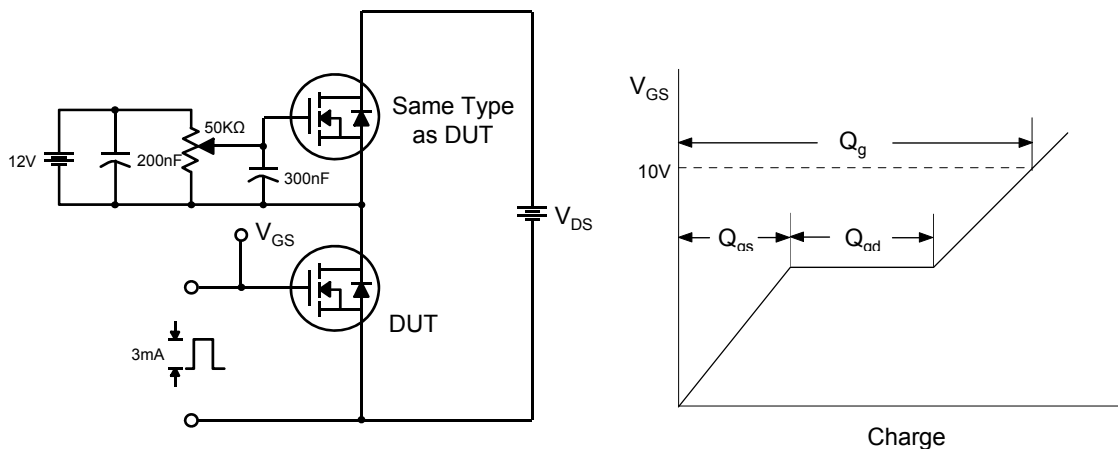 50KΩ
12V
200nF
300nF
Same Type
as DUT
V_DS
V_GS
DUT
3mA
V_GS
Q_g
10V
Q_gs
Q_gd
Charge